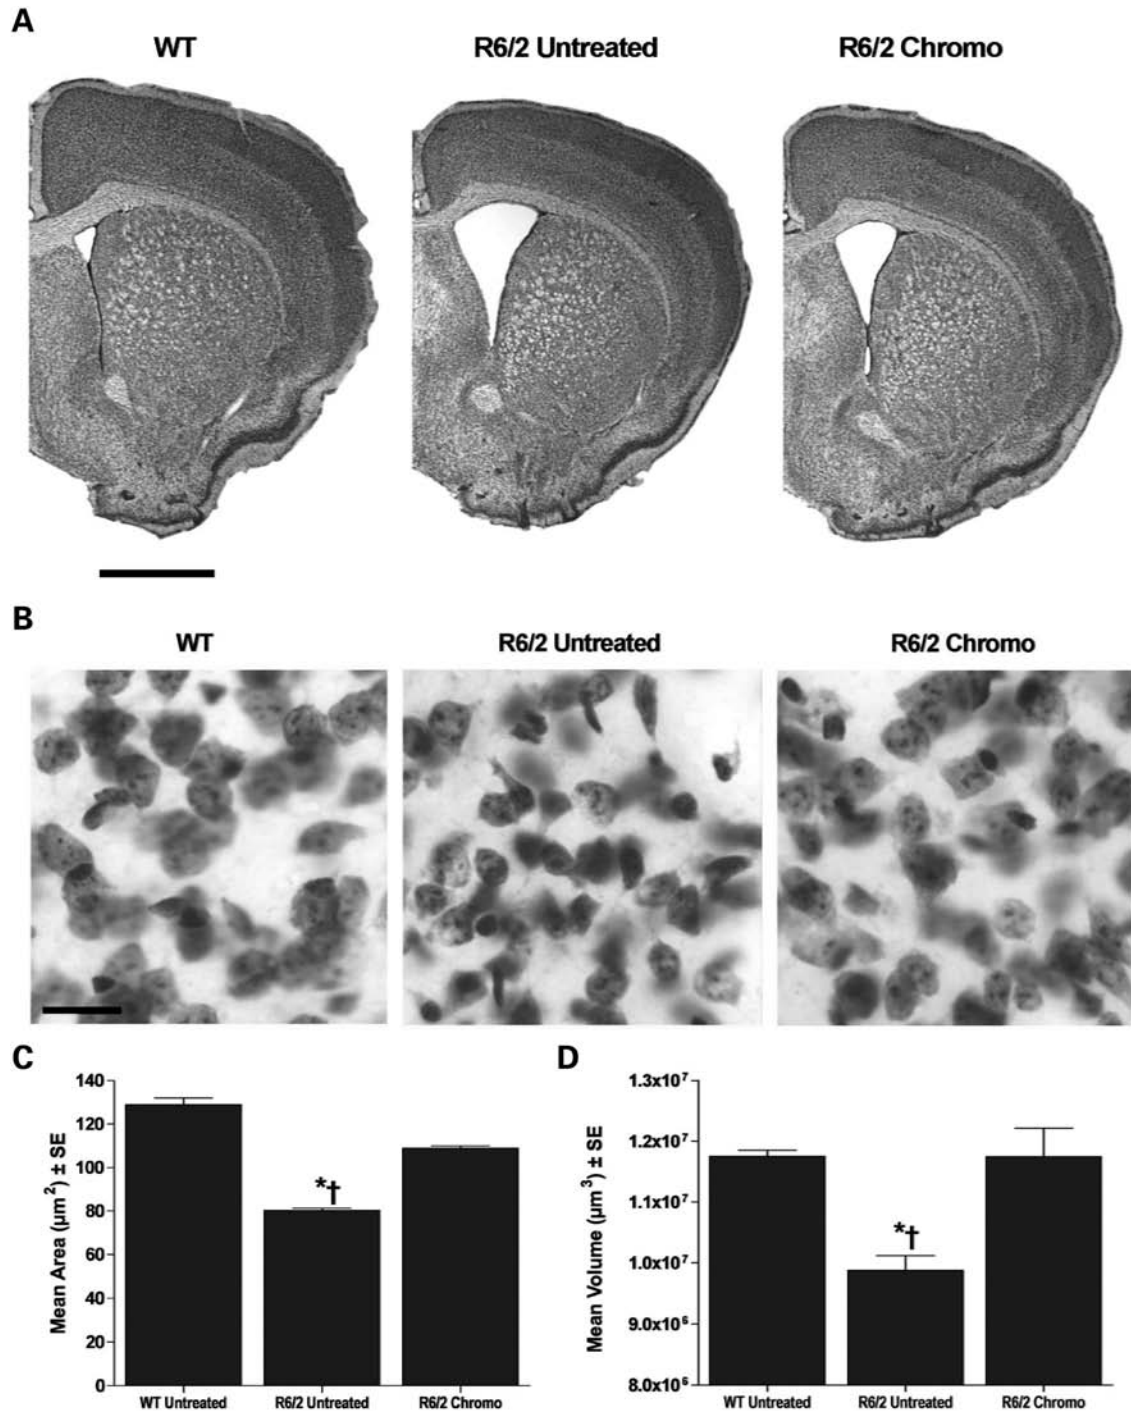 A
WT
R6/2 Untreated
R6/2 Chromo
B
WT
R6/2 Untreated
R6/2 Chromo
C
Mean Area (µm²) ± SE
140
120
100
80
60
40
20
0
*†
WT Untreated
R6/2 Untreated
R6/2 Chromo
D
Mean Volume (µm³) ± SE
1.3x10⁷
1.2x10⁷
1.1x10⁷
1.0x10⁷
9.0x10⁶
8.0x10⁶
*†
WT Untreated
R6/2 Untreated
R6/2 Chromo